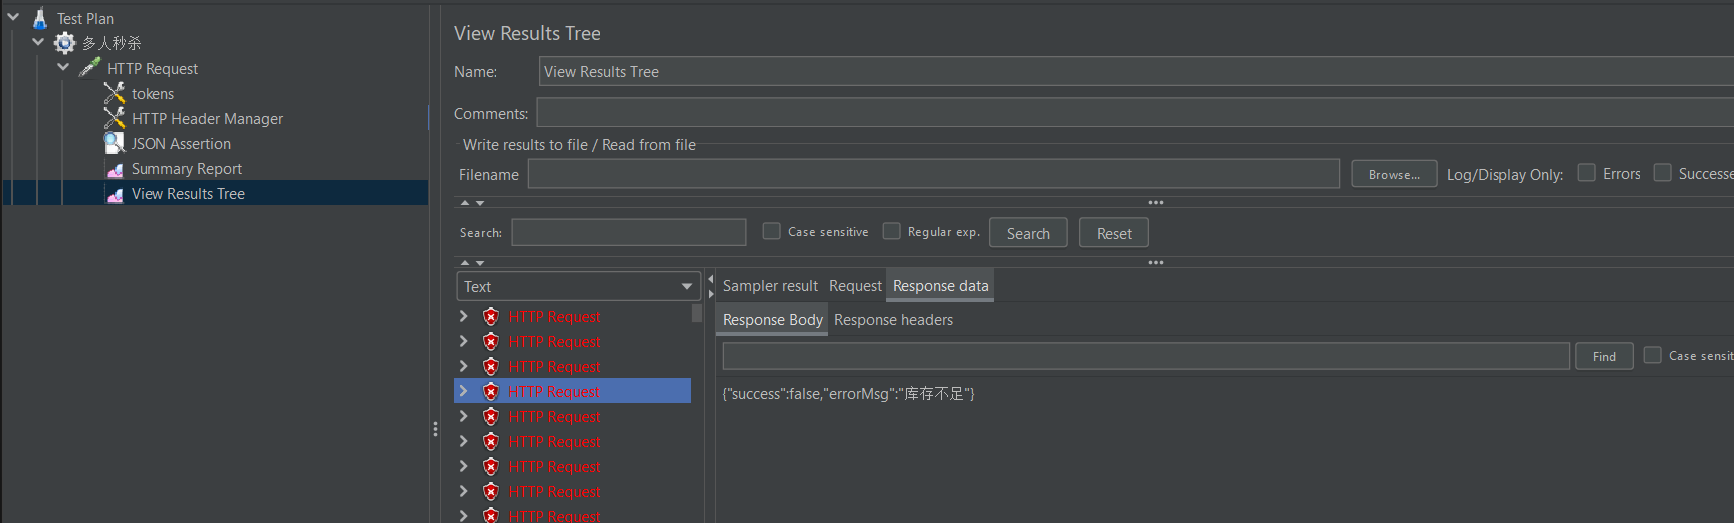 Test Plan
多人秒杀
HTTP Request
tokens
HTTP Header Manager
JSON Assertion
Summary Report
View Results Tree
View Results Tree
Name: View Results Tree
Comments:
Write results to file / Read from file
Filename Browse... Log/Display Only: Errors Successe
Search: Case sensitive Regular exp. Search Reset
Text
HTTP Request
HTTP Request
HTTP Request
HTTP Request
HTTP Request
HTTP Request
HTTP Request
HTTP Request
HTTP Request
Sampler result Request Response data
Response Body Response headers
Find Case sensit
{"success":false,"errorMsg":"库存不足"}